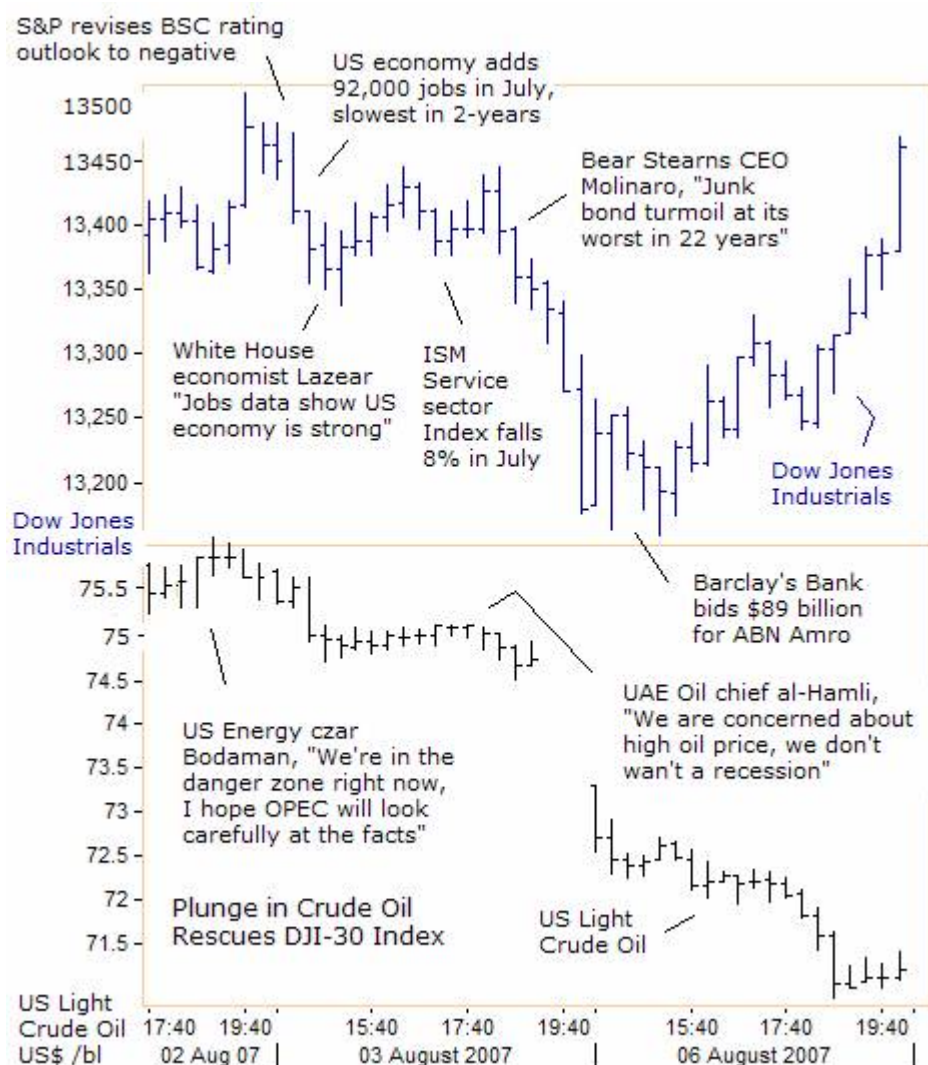 S&P revises BSC rating
outlook to negative
US economy adds
92,000 jobs in July,
slowest in 2-years
Bear Stearns CEO
Molinaro, "Junk
bond turmoil at its
worst in 22 years"
13500
13450
13,400
13,350
13,300
13,250
13,200
White House
economist Lazear
"Jobs data show US
economy is strong"
ISM
Service
sector
Index falls
8% in July
Dow Jones
Industrials
Dow Jones
Industrials
Barclay's Bank
bids $89 billion
for ABN Amro
75.5
75
74.5
74
73.5
73
72.5
72
71.5
US Energy czar
Bodaman, "We're in the
danger zone right now,
I hope OPEC will look
carefully at the facts"
UAE Oil chief al-Hamli,
"We are concerned about
high oil price, we don't
wan't a recession"
Plunge in Crude Oil
Rescues DJI-30 Index
US Light
Crude Oil
US Light
Crude Oil
US$ /bl
17:40 19:40 15:40 17:40 19:40 15:40 17:40 19:40
02 Aug 07 03 August 2007 06 August 2007